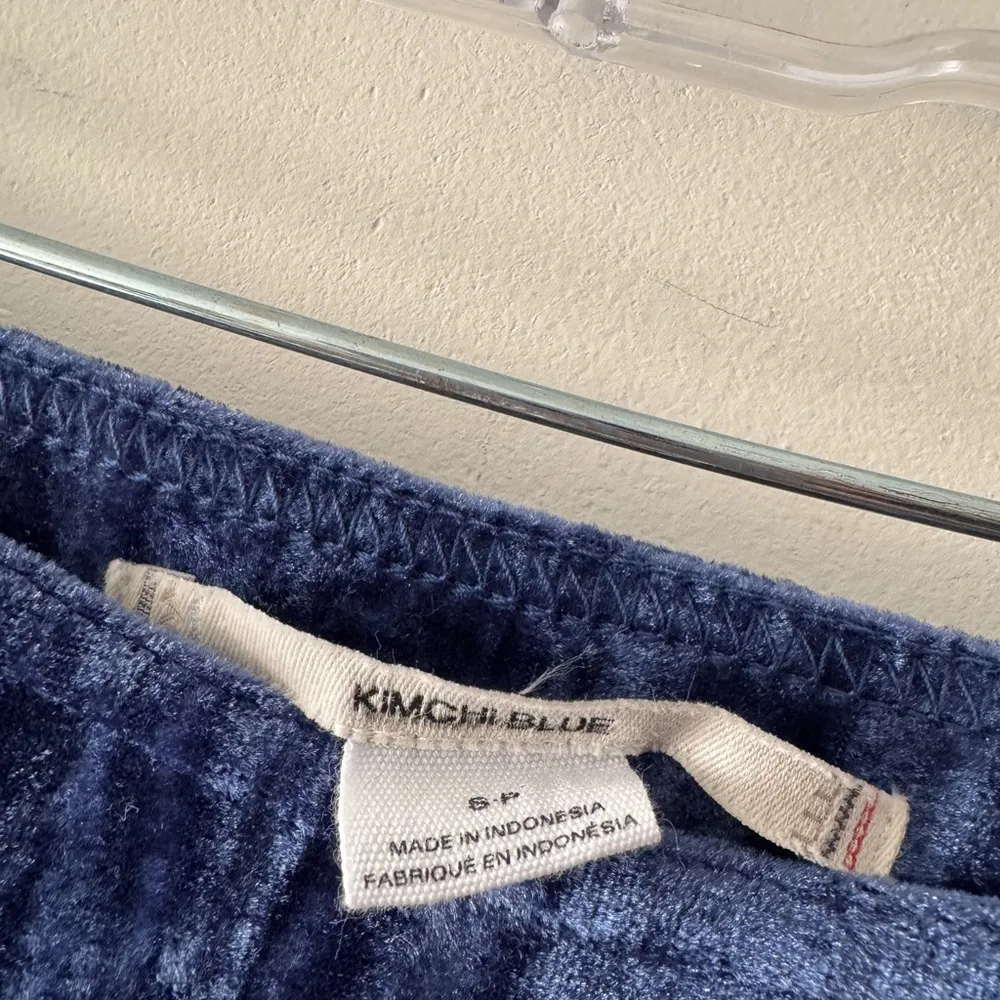 KIMCHI BLUE
S·P
MADE IN INDONESIA
FABRIQUÉ EN INDONÉSIA